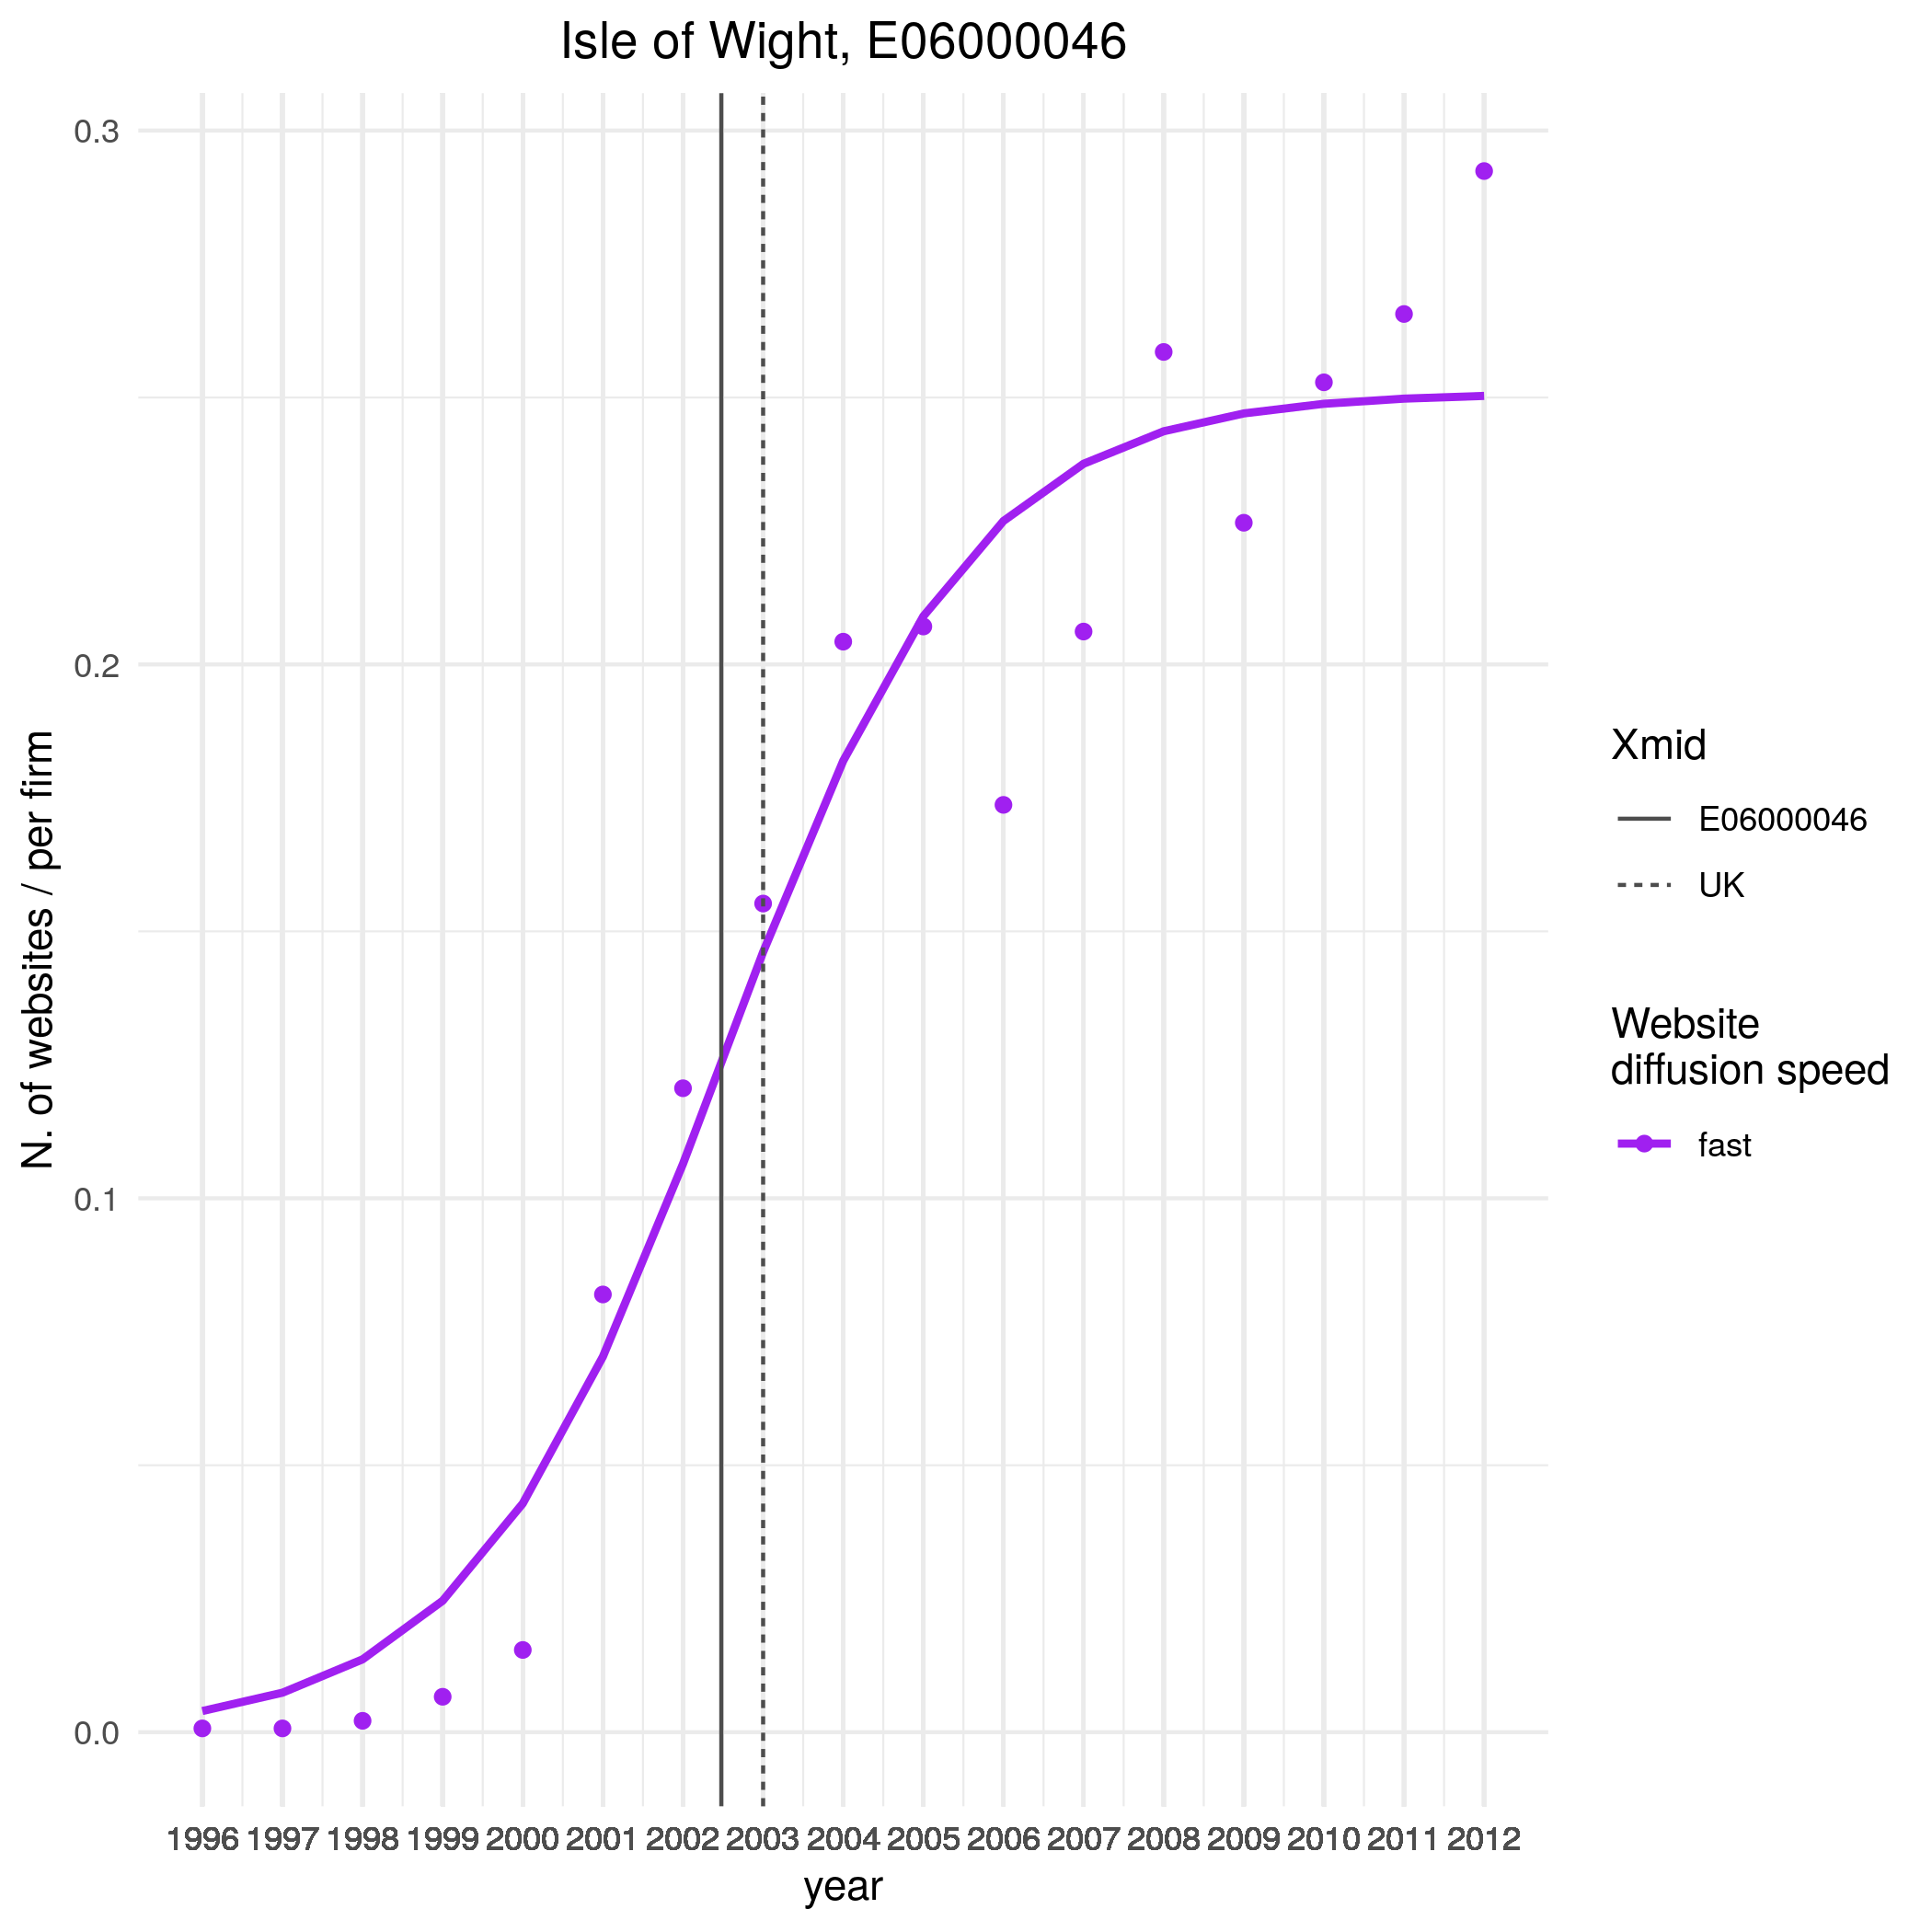 Isle of Wight, E06000046
0.3
0.2
0.1
0.0
N. of websites / per firm
1996 1997 1998 1999 2000 2001 2002 2003 2004 2005 2006 2007 2008 2009 2010 2011 2012
year
Xmid
E06000046
UK
Website
diffusion speed
fast